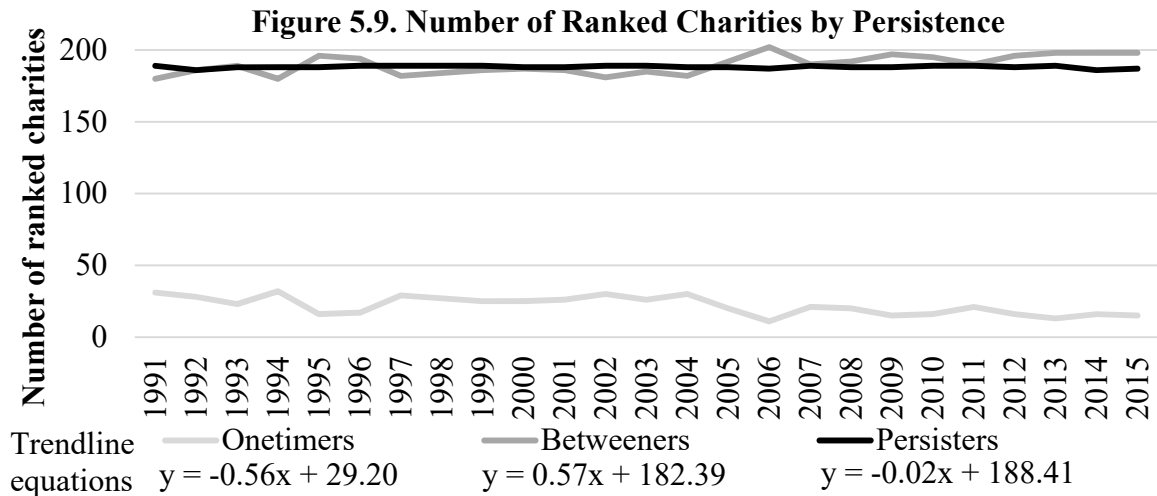 Figure 5.9. Number of Ranked Charities by Persistence
Number of ranked charities
200
150
100
50
0
1991 1992 1993 1994 1995 1996 1997 1998 1999 2000 2001 2002 2003 2004 2005 2006 2007 2008 2009 2010 2011 2012 2013 2014 2015
Trendline Onetimers Betweeners Persisters
equations y = -0.56x + 29.20 y = 0.57x + 182.39 y = -0.02x + 188.41